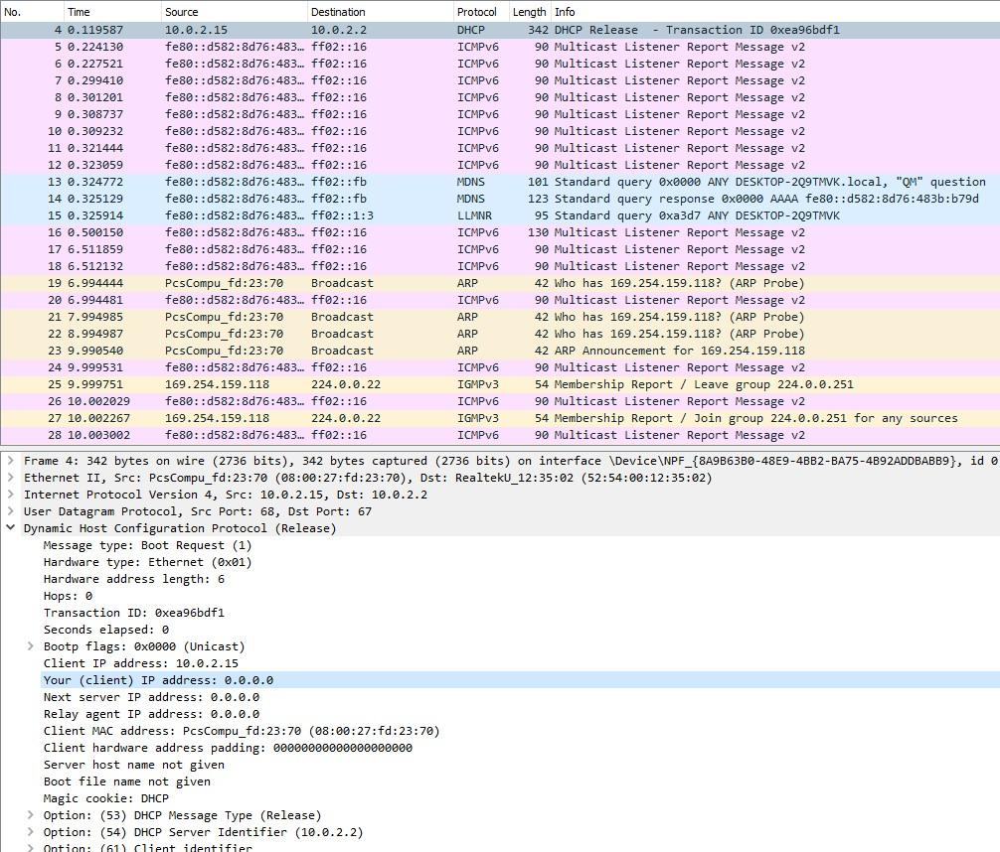 No. Time Source Destination Protocol Length Info
4 0.119587 10.0.2.15 10.0.2.2 DHCP 342 DHCP Release  - Transaction ID 0xea96bdf1
5 0.224130 fe80::d582:8d76:483… ff02::16 ICMPv6 90 Multicast Listener Report Message v2
6 0.227521 fe80::d582:8d76:483… ff02::16 ICMPv6 90 Multicast Listener Report Message v2
7 0.299410 fe80::d582:8d76:483… ff02::16 ICMPv6 90 Multicast Listener Report Message v2
8 0.301201 fe80::d582:8d76:483… ff02::16 ICMPv6 90 Multicast Listener Report Message v2
9 0.308737 fe80::d582:8d76:483… ff02::16 ICMPv6 90 Multicast Listener Report Message v2
10 0.309232 fe80::d582:8d76:483… ff02::16 ICMPv6 90 Multicast Listener Report Message v2
11 0.321444 fe80::d582:8d76:483… ff02::16 ICMPv6 90 Multicast Listener Report Message v2
12 0.323059 fe80::d582:8d76:483… ff02::16 ICMPv6 90 Multicast Listener Report Message v2
13 0.324772 fe80::d582:8d76:483… ff02::fb MDNS 101 Standard query 0x0000 ANY DESKTOP-2Q9TMVK.local, "QM" question
14 0.325129 fe80::d582:8d76:483… ff02::fb MDNS 123 Standard query response 0x0000 AAAA fe80::d582:8d76:483b:b79d
15 0.325914 fe80::d582:8d76:483… ff02::1:3 LLMNR 95 Standard query 0xa3d7 ANY DESKTOP-2Q9TMVK
16 0.500150 fe80::d582:8d76:483… ff02::16 ICMPv6 130 Multicast Listener Report Message v2
17 6.511859 fe80::d582:8d76:483… ff02::16 ICMPv6 90 Multicast Listener Report Message v2
18 6.512132 fe80::d582:8d76:483… ff02::16 ICMPv6 90 Multicast Listener Report Message v2
19 6.994444 PcsCompu_fd:23:70 Broadcast ARP 42 Who has 169.254.159.118? (ARP Probe)
20 6.994481 fe80::d582:8d76:483… ff02::16 ICMPv6 90 Multicast Listener Report Message v2
21 7.994985 PcsCompu_fd:23:70 Broadcast ARP 42 Who has 169.254.159.118? (ARP Probe)
22 8.994987 PcsCompu_fd:23:70 Broadcast ARP 42 Who has 169.254.159.118? (ARP Probe)
23 9.990540 PcsCompu_fd:23:70 Broadcast ARP 42 ARP Announcement for 169.254.159.118
24 9.999531 fe80::d582:8d76:483… ff02::16 ICMPv6 90 Multicast Listener Report Message v2
25 9.999751 169.254.159.118 224.0.0.22 IGMPv3 54 Membership Report / Leave group 224.0.0.251
26 10.002029 fe80::d582:8d76:483… ff02::16 ICMPv6 90 Multicast Listener Report Message v2
27 10.002267 169.254.159.118 224.0.0.22 IGMPv3 54 Membership Report / Join group 224.0.0.251 for any sources
28 10.003002 fe80::d582:8d76:483… ff02::16 ICMPv6 90 Multicast Listener Report Message v2
Frame 4: 342 bytes on wire (2736 bits), 342 bytes captured (2736 bits) on interface \Device\NPF_{8A9B63B0-48E9-4BB2-BA75-4B92ADDBABB9}, id 0
Ethernet II, Src: PcsCompu_fd:23:70 (08:00:27:fd:23:70), Dst: RealtekU_12:35:02 (52:54:00:12:35:02)
Internet Protocol Version 4, Src: 10.0.2.15, Dst: 10.0.2.2
User Datagram Protocol, Src Port: 68, Dst Port: 67
Dynamic Host Configuration Protocol (Release)
Message type: Boot Request (1)
Hardware type: Ethernet (0x01)
Hardware address length: 6
Hops: 0
Transaction ID: 0xea96bdf1
Seconds elapsed: 0
Bootp flags: 0x0000 (Unicast)
Client IP address: 10.0.2.15
Your (client) IP address: 0.0.0.0
Next server IP address: 0.0.0.0
Relay agent IP address: 0.0.0.0
Client MAC address: PcsCompu_fd:23:70 (08:00:27:fd:23:70)
Client hardware address padding: 00000000000000000000
Server host name not given
Boot file name not given
Magic cookie: DHCP
Option: (53) DHCP Message Type (Release)
Option: (54) DHCP Server Identifier (10.0.2.2)
Option: (61) Client identifier